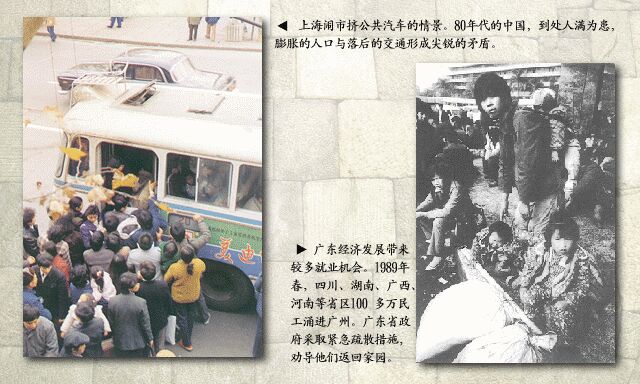 ◀ 上海闹市挤公共汽车的情景。80年代的中国，到处人满为患，
膨胀的人口与落后的交通形成尖锐的矛盾。
▶ 广东经济发展带来
较多就业机会。1989年
春，四川、湖南、广西、
河南等省区100 多万民
工涌进广州。广东省政
府采取紧急疏散措施，
劝导他们返回家园。